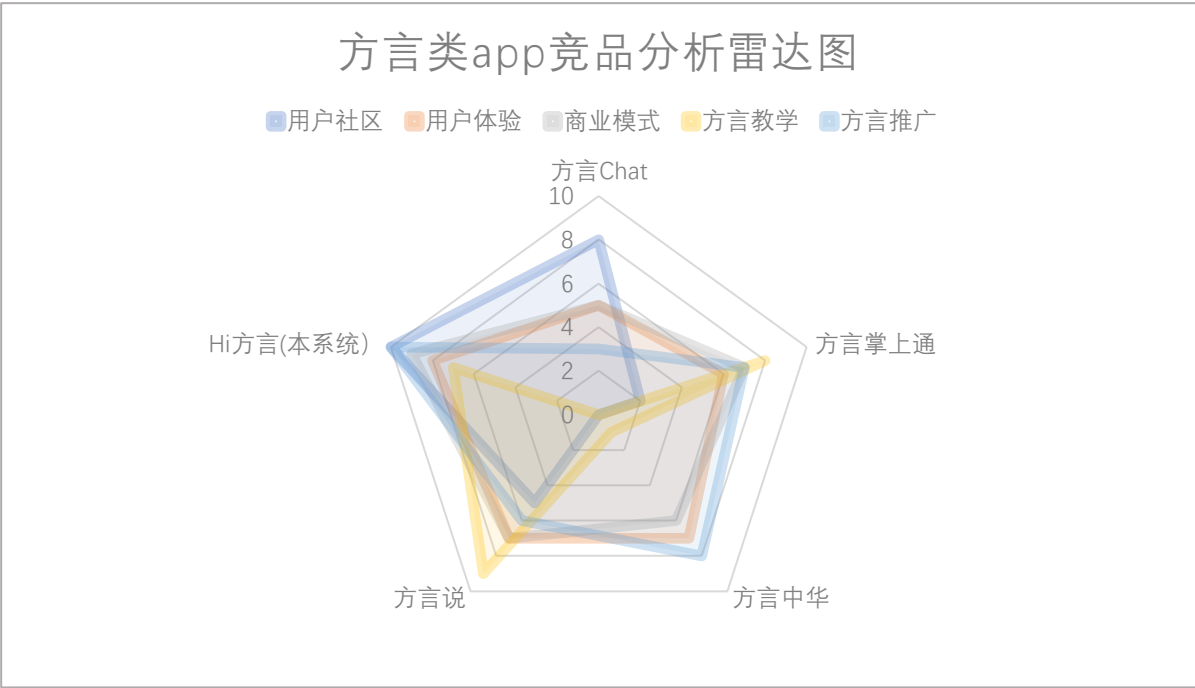 方言类app竞品分析雷达图
用户社区 用户体验 商业模式 方言教学 方言推广
方言Chat
10
8
6
4
2
0
Hi方言(本系统）
方言掌上通
方言说
方言中华